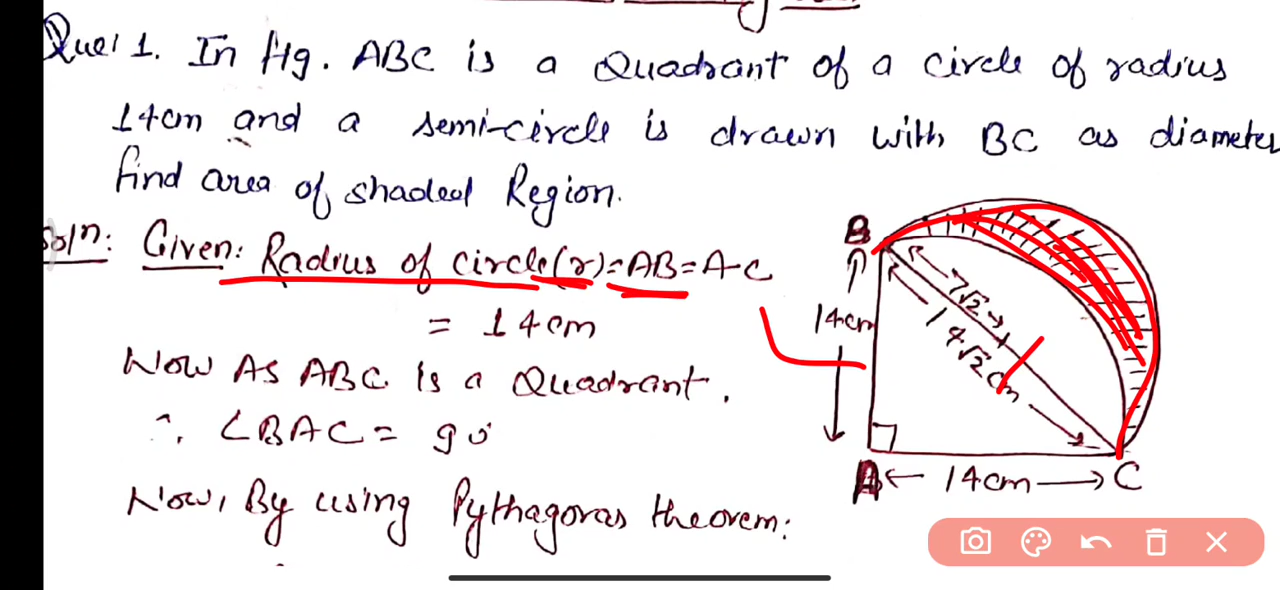 Que: 1. In fig. ABC is a Quadrant of a circle of radius
14cm and a semi-circle is drawn with BC as diameter
find area of shaded Region.
Soln: Given: Radius of circle(r)=AB=AC
= 14cm
Now As ABC is a Quadrant.
∴ ∠BAC= 90°
Now, By using Pythagoras theorem:
B
14cm
7√2
14√2 cm
A
14cm
C